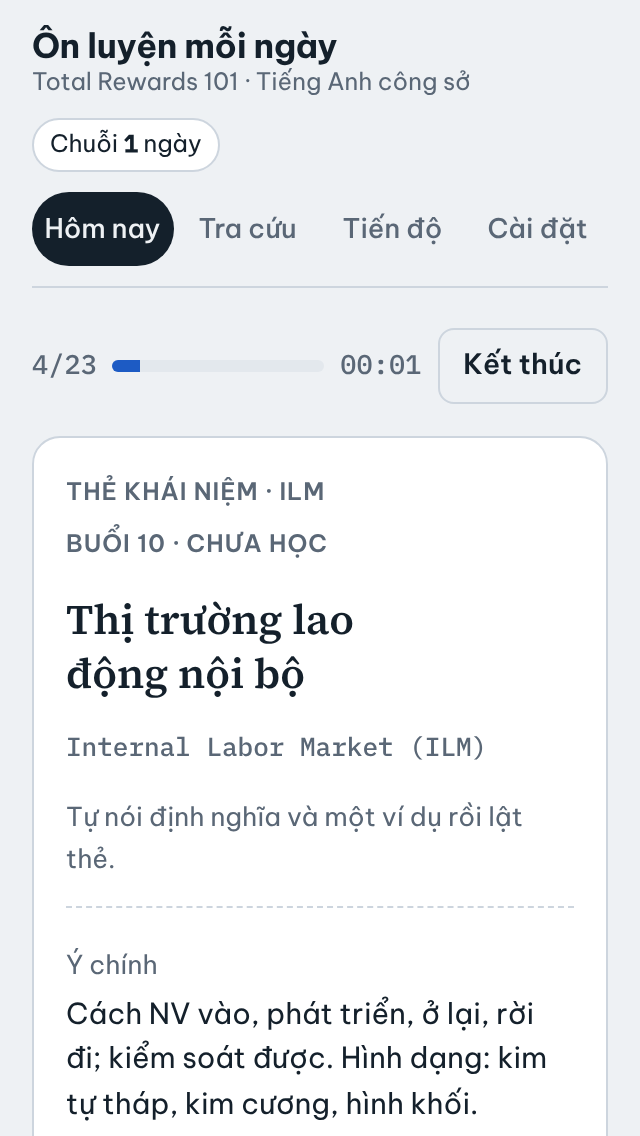 Ôn luyện mỗi ngày
Total Rewards 101 · Tiếng Anh công sở
Chuỗi 1 ngày
Hôm nay
Tra cứu
Tiến độ
Cài đặt
4/23
00:01
Kết thúc
THẺ KHÁI NIỆM · ILM
BUỔI 10 · CHƯA HỌC
Thị trường lao
động nội bộ
Internal Labor Market (ILM)
Tự nói định nghĩa và một ví dụ rồi lật
thẻ.
Ý chính
Cách NV vào, phát triển, ở lại, rời
đi; kiểm soát được. Hình dạng: kim
tự tháp, kim cương, hình khối.